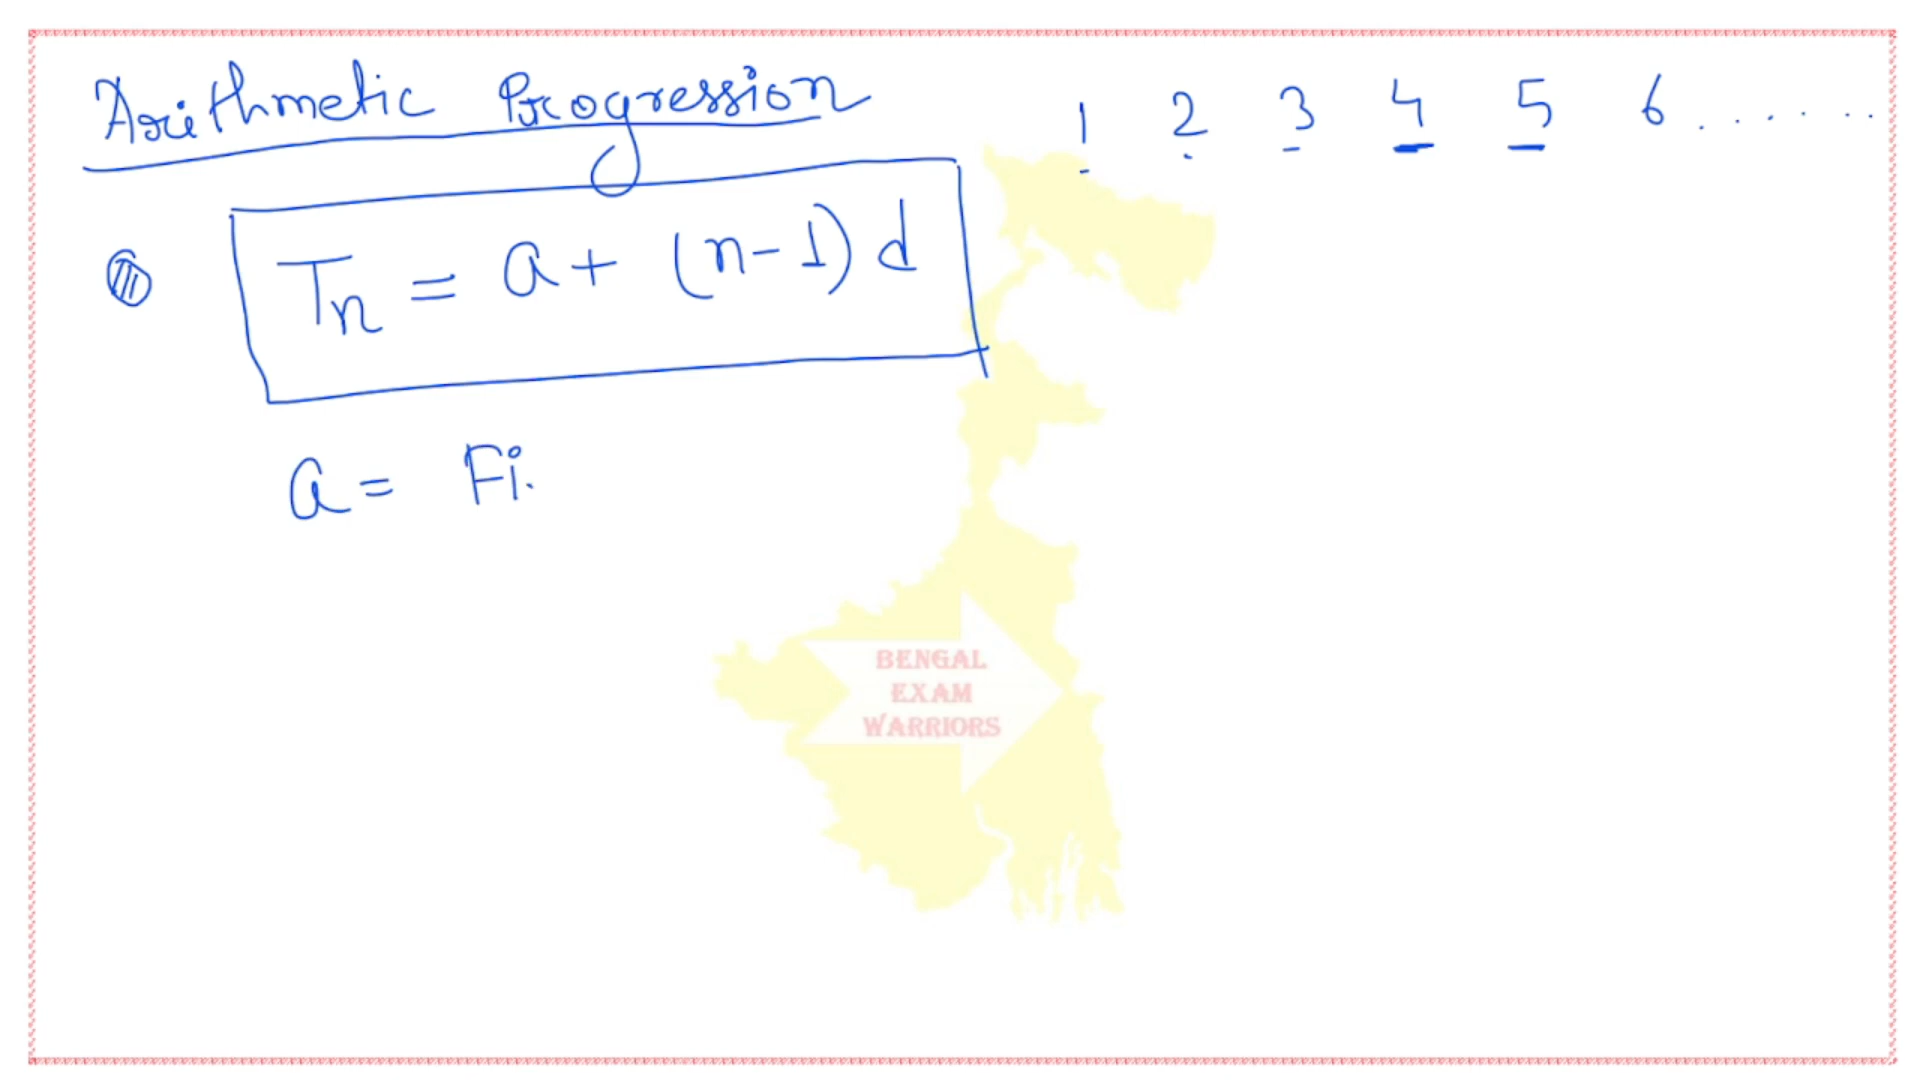 Arithmetic Progression
1 2 3 4 5 6 . . . . . .
Tn = a + (n-1) d
a = Fi.
BENGAL
EXAM
WARRIORS